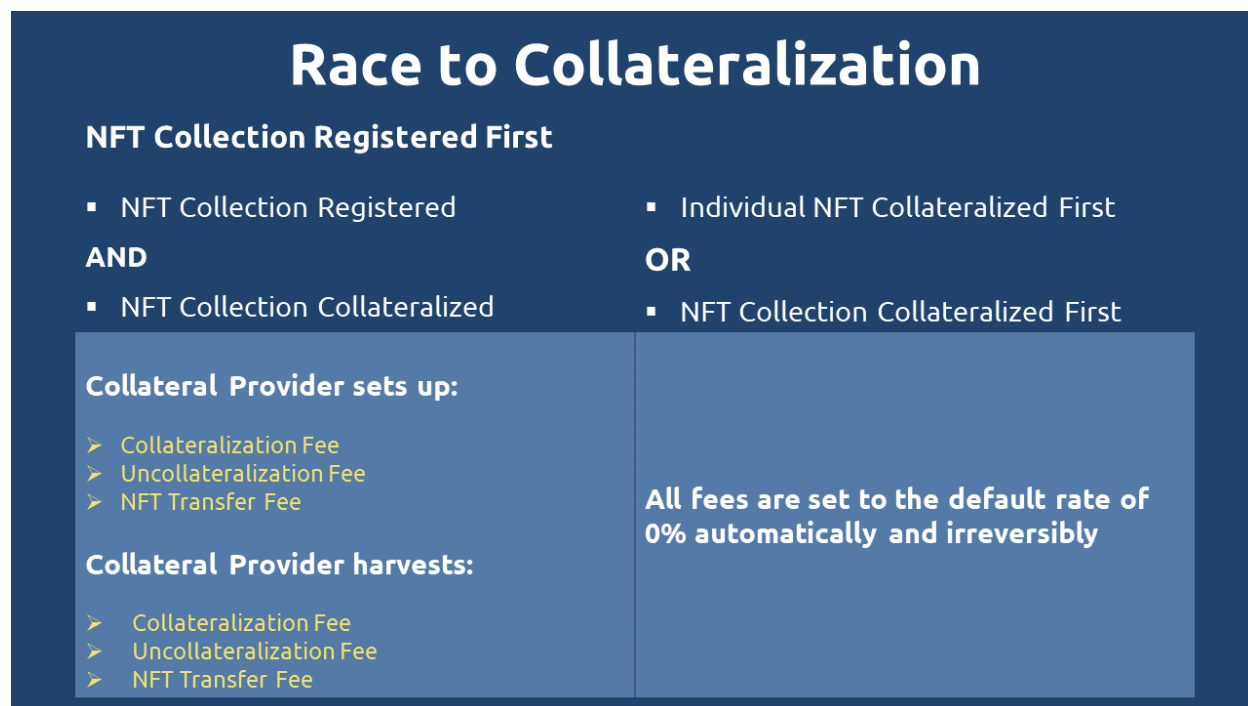 Race to Collateralization
NFT Collection Registered First
▪ NFT Collection Registered
AND
▪ NFT Collection Collateralized
▪ Individual NFT Collateralized First
OR
▪ NFT Collection Collateralized First
Collateral Provider sets up:
➢ Collateralization Fee
➢ Uncollateralization Fee
➢ NFT Transfer Fee
Collateral Provider harvests:
➢ Collateralization Fee
➢ Uncollateralization Fee
➢ NFT Transfer Fee
All fees are set to the default rate of
0% automatically and irreversibly